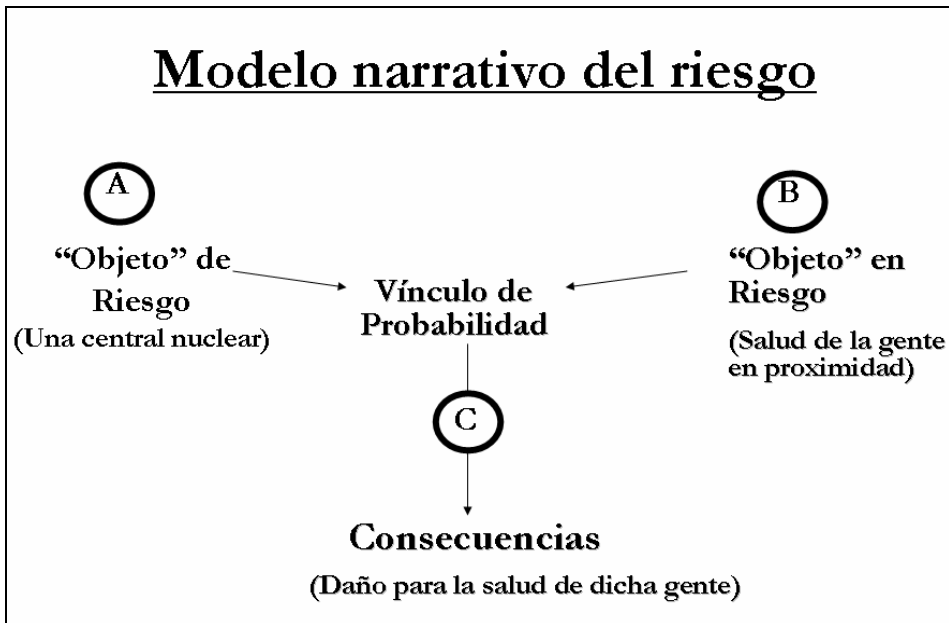 Modelo narrativo del riesgo
A
“Objeto” de
Riesgo
(Una central nuclear)
B
“Objeto” en
Riesgo
(Salud de la gente
en proximidad)
Vínculo de
Probabilidad
C
Consecuencias
(Daño para la salud de dicha gente)